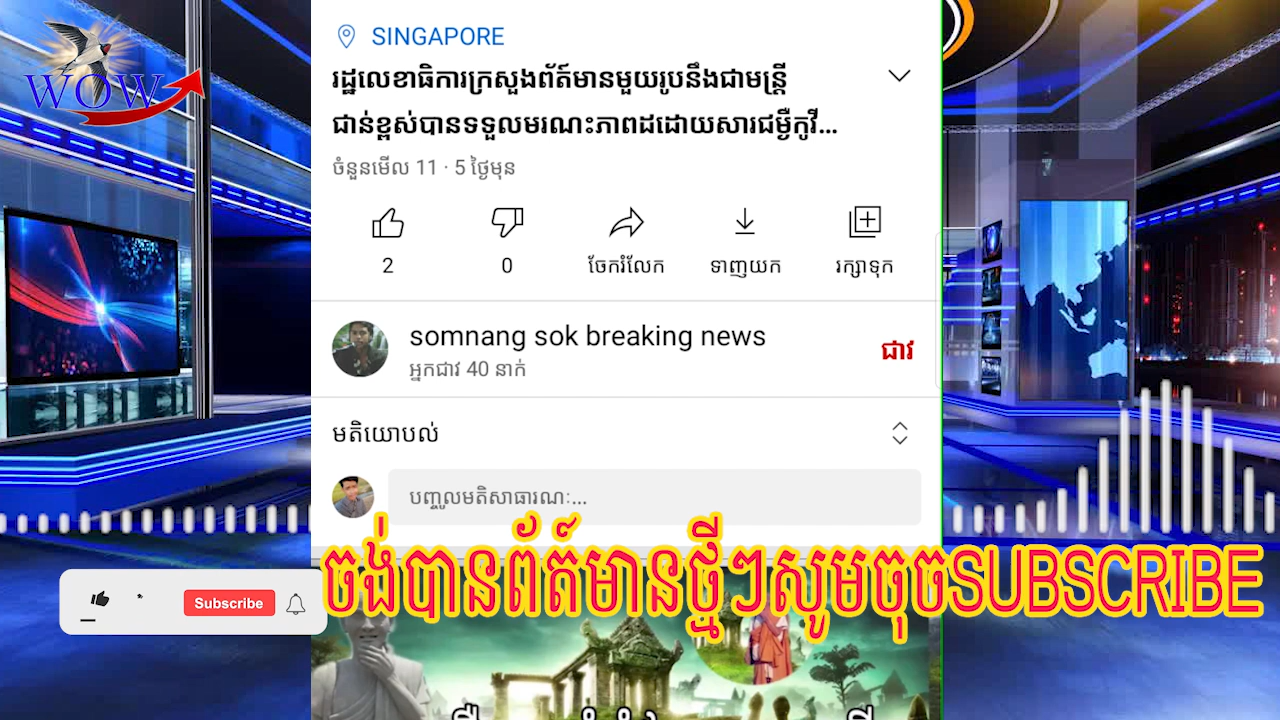 WOW
SINGAPORE
រដ្ឋលេខាធិការក្រសួងព័ត៍មានមួយរូបនឹងជាមន្ត្រី
ជាន់ខ្ពស់បានទទួលមរណះភាពដដោយសារជម្ងឺកូវី...
ចំនួនមើល 11 · 5 ថ្ងៃមុន
2
0
ចែករំលែក
ទាញយក
រក្សាទុក
somnang sok breaking news
ជាវ
អ្នកជាវ 40 នាក់
មតិយោបល់
បញ្ចូលមតិសាធារណៈ...
ចង់បានព័ត៍មានថ្មីៗសូមចុចSUBSCRIBE
Subscribe